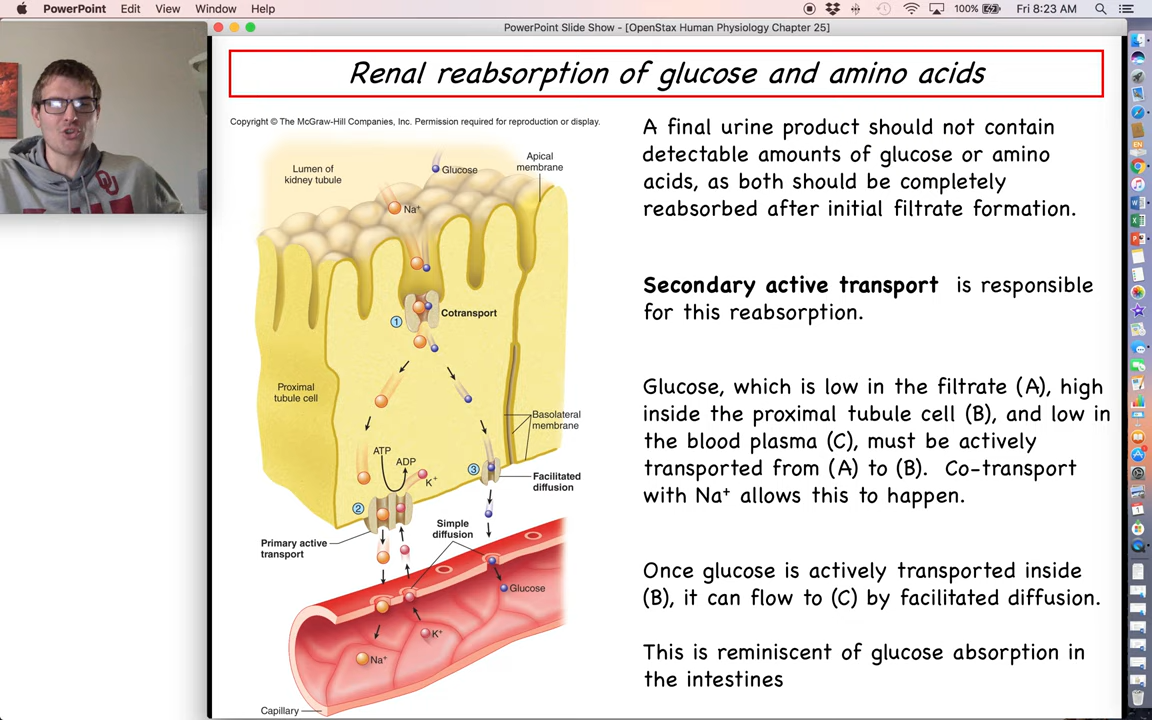 PowerPoint Edit View Window Help 100% Fri 8:23 AM
PowerPoint Slide Show - [OpenStax Human Physiology Chapter 25]
Renal reabsorption of glucose and amino acids
Copyright © The McGraw-Hill Companies, Inc. Permission required for reproduction or display.
Lumen of
kidney tubule
Glucose
Apical
membrane
Na⁺
Cotransport
1
Proximal
tubule cell
Basolateral
membrane
ATP
ADP
K⁺
3
Facilitated
diffusion
2
Simple
diffusion
Primary active
transport
Glucose
K⁺
Na⁺
Capillary
A final urine product should not contain
detectable amounts of glucose or amino
acids, as both should be completely
reabsorbed after initial filtrate formation.
Secondary active transport is responsible
for this reabsorption.
Glucose, which is low in the filtrate (A), high
inside the proximal tubule cell (B), and low in
the blood plasma (C), must be actively
transported from (A) to (B). Co-transport
with Na⁺ allows this to happen.
Once glucose is actively transported inside
(B), it can flow to (C) by facilitated diffusion.
This is reminiscent of glucose absorption in
the intestines